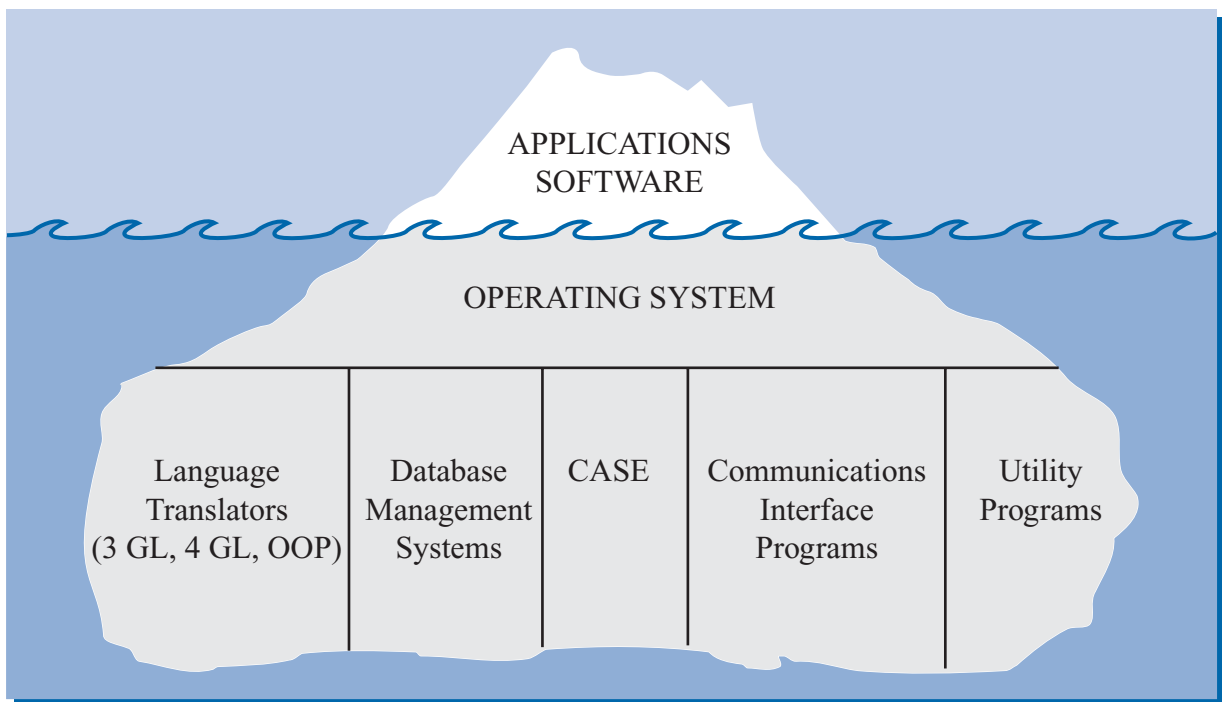 APPLICATIONS
SOFTWARE
OPERATING SYSTEM
Language
Translators
(3 GL, 4 GL, OOP)
Database
Management
Systems
CASE
Communications
Interface
Programs
Utility
Programs